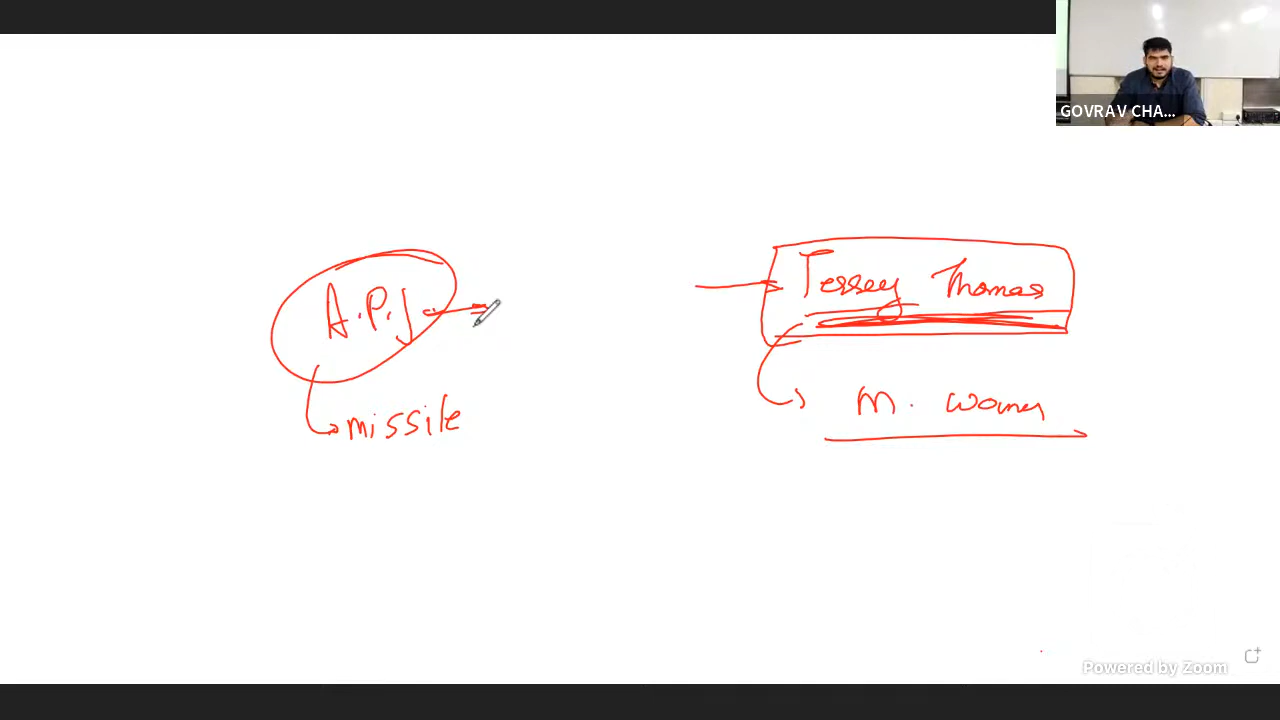 GOVRAV CHA...
A.P.J
Tessey Thomas
missile
M. women
Powered by Zoom